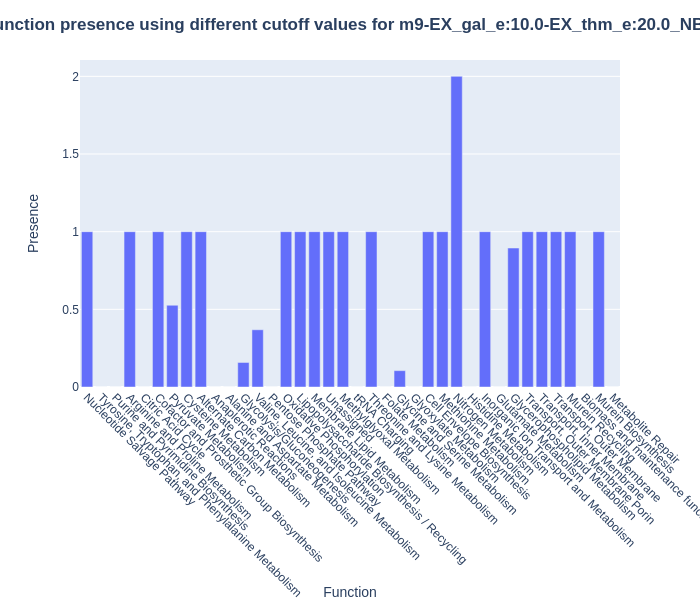 unction presence using different cutoff values for m9-EX_gal_e:10.0-EX_thm_e:20.0_NE
2
1.5
1
0.5
0
Presence
Nucleotide Salvage Pathway
Tyrosine, Tryptophan, and Phenylalanine Metabolism
Purine and Pyrimidine Biosynthesis
Arginine and Proline Metabolism
Citric Acid Cycle
Cofactor and Prosthetic Group Biosynthesis
Pyruvate Metabolism
Cysteine Metabolism
Alternate Carbon Metabolism
Anaplerotic Reactions
Alanine and Aspartate Metabolism
Glycolysis/Gluconeogenesis
Valine, Leucine, and Isoleucine Metabolism
Pentose Phosphate Pathway
Oxidative Phosphorylation
Lipopolysaccharide Biosynthesis / Recycling
Membrane Lipid Metabolism
Unassigned
Methylglyoxal Metabolism
tRNA Charging
Threonine and Lysine Metabolism
Folate Metabolism
Glycine and Serine Metabolism
Glyoxylate Metabolism
Cell Envelope Biosynthesis
Methionine Metabolism
Nitrogen Metabolism
Histidine Metabolism
Inorganic Ion Transport and Metabolism
Glutamate Metabolism
Glycerophospholipid Metabolism
Transport, Outer Membrane Porin
Transport, Inner Membrane
Transport, Outer Membrane
Murein Recycling
Biomass and maintenance func
Murein Biosynthesis
Metabolite Repair
Function